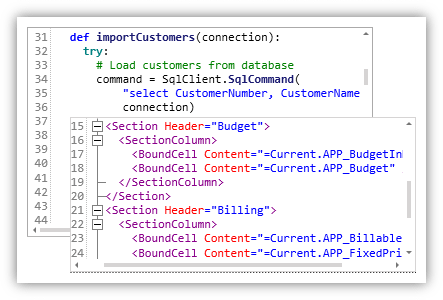 31 def importCustomers(connection):
32 try:
33 # Load customers from database
34 command = SqlClient.SqlCommand(
35 "select CustomerNumber, CustomerName
36 connection)
37
38
39
40
41
42
43
44
15 <Section Header="Budget">
16 <SectionColumn>
17 <BoundCell Content="=Current.APP_BudgetIn
18 <BoundCell Content="=Current.APP_Budget"
19 </SectionColumn>
20 </Section>
21 <Section Header="Billing">
22 <SectionColumn>
23 <BoundCell Content="=Current.APP_Billable
24 <BoundCell Content="=Current.APP_FixedPri